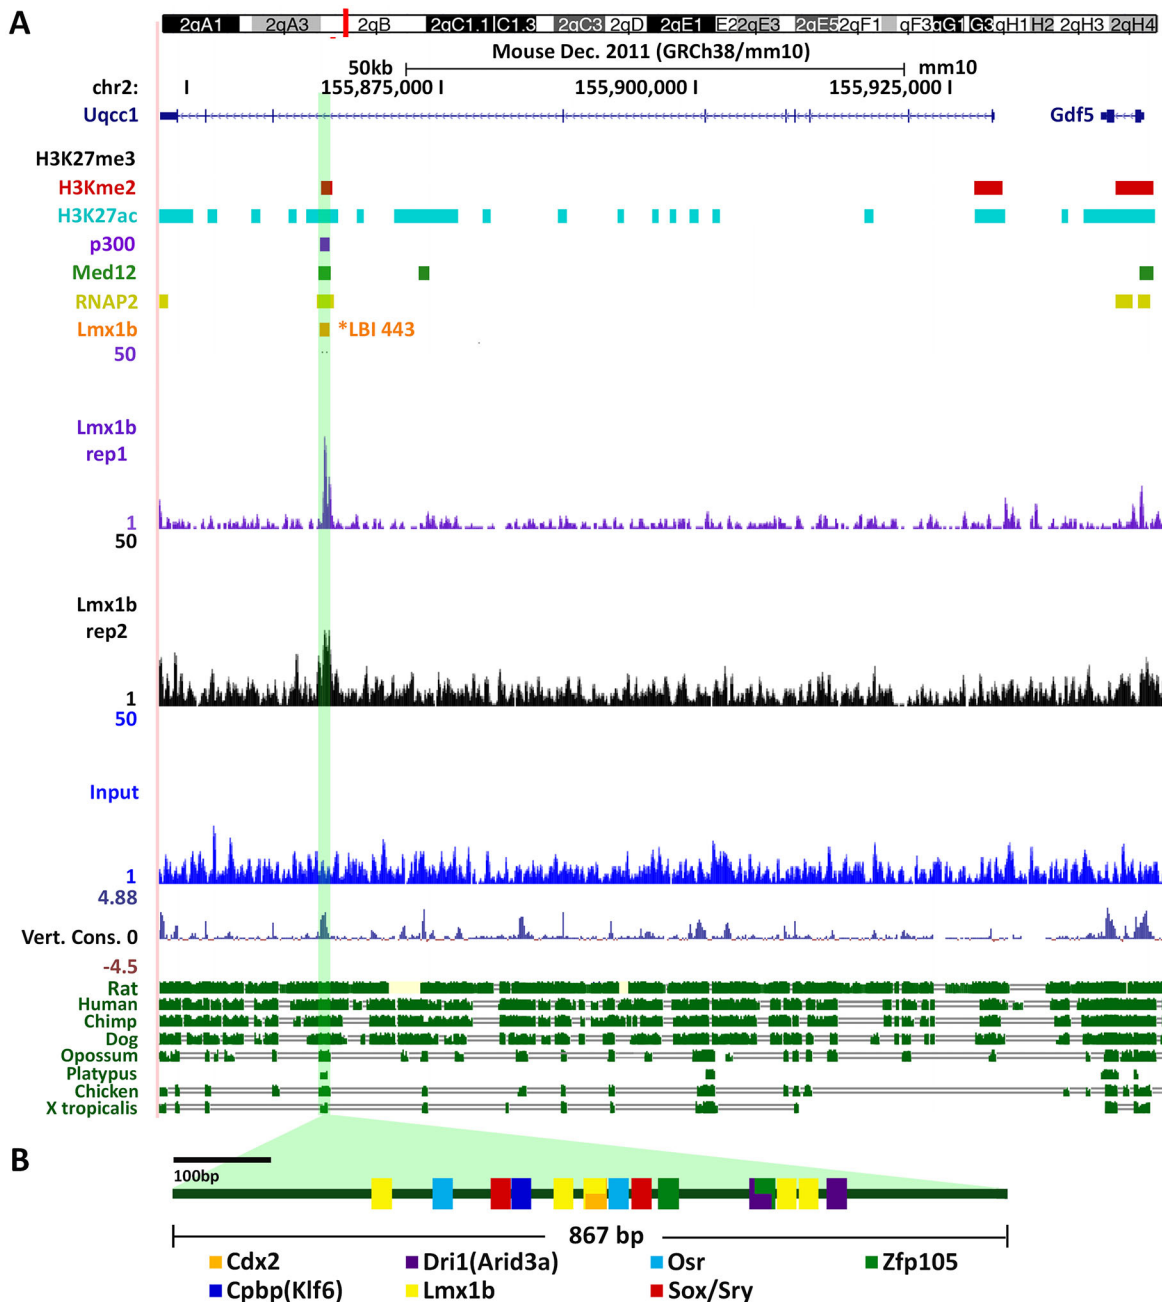 A
2qA1 2qA3 2qB 2qC1.1 C1.3 2qC3 2qD 2qE1 E2 2qE3 2qE5 2qF1 qF3 qG1 G3 qH1 H2 2qH3 2qH4
Mouse Dec. 2011 (GRCh38/mm10)
50kb mm10
chr2: 155,875,000 155,900,000 155,925,000
Uqcc1 Gdf5
H3K27me3
H3Kme2
H3K27ac
p300
Med12
RNAP2
Lmx1b *LBI 443
50
Lmx1b
rep1
1
50
Lmx1b
rep2
1
50
Input
1
4.88
Vert. Cons. 0
-4.5
Rat
Human
Chimp
Dog
Opossum
Platypus
Chicken
X tropicalis
B
100bp
867 bp
Cdx2 Dri1(Arid3a) Osr Zfp105
Cpbp(Klf6) Lmx1b Sox/Sry